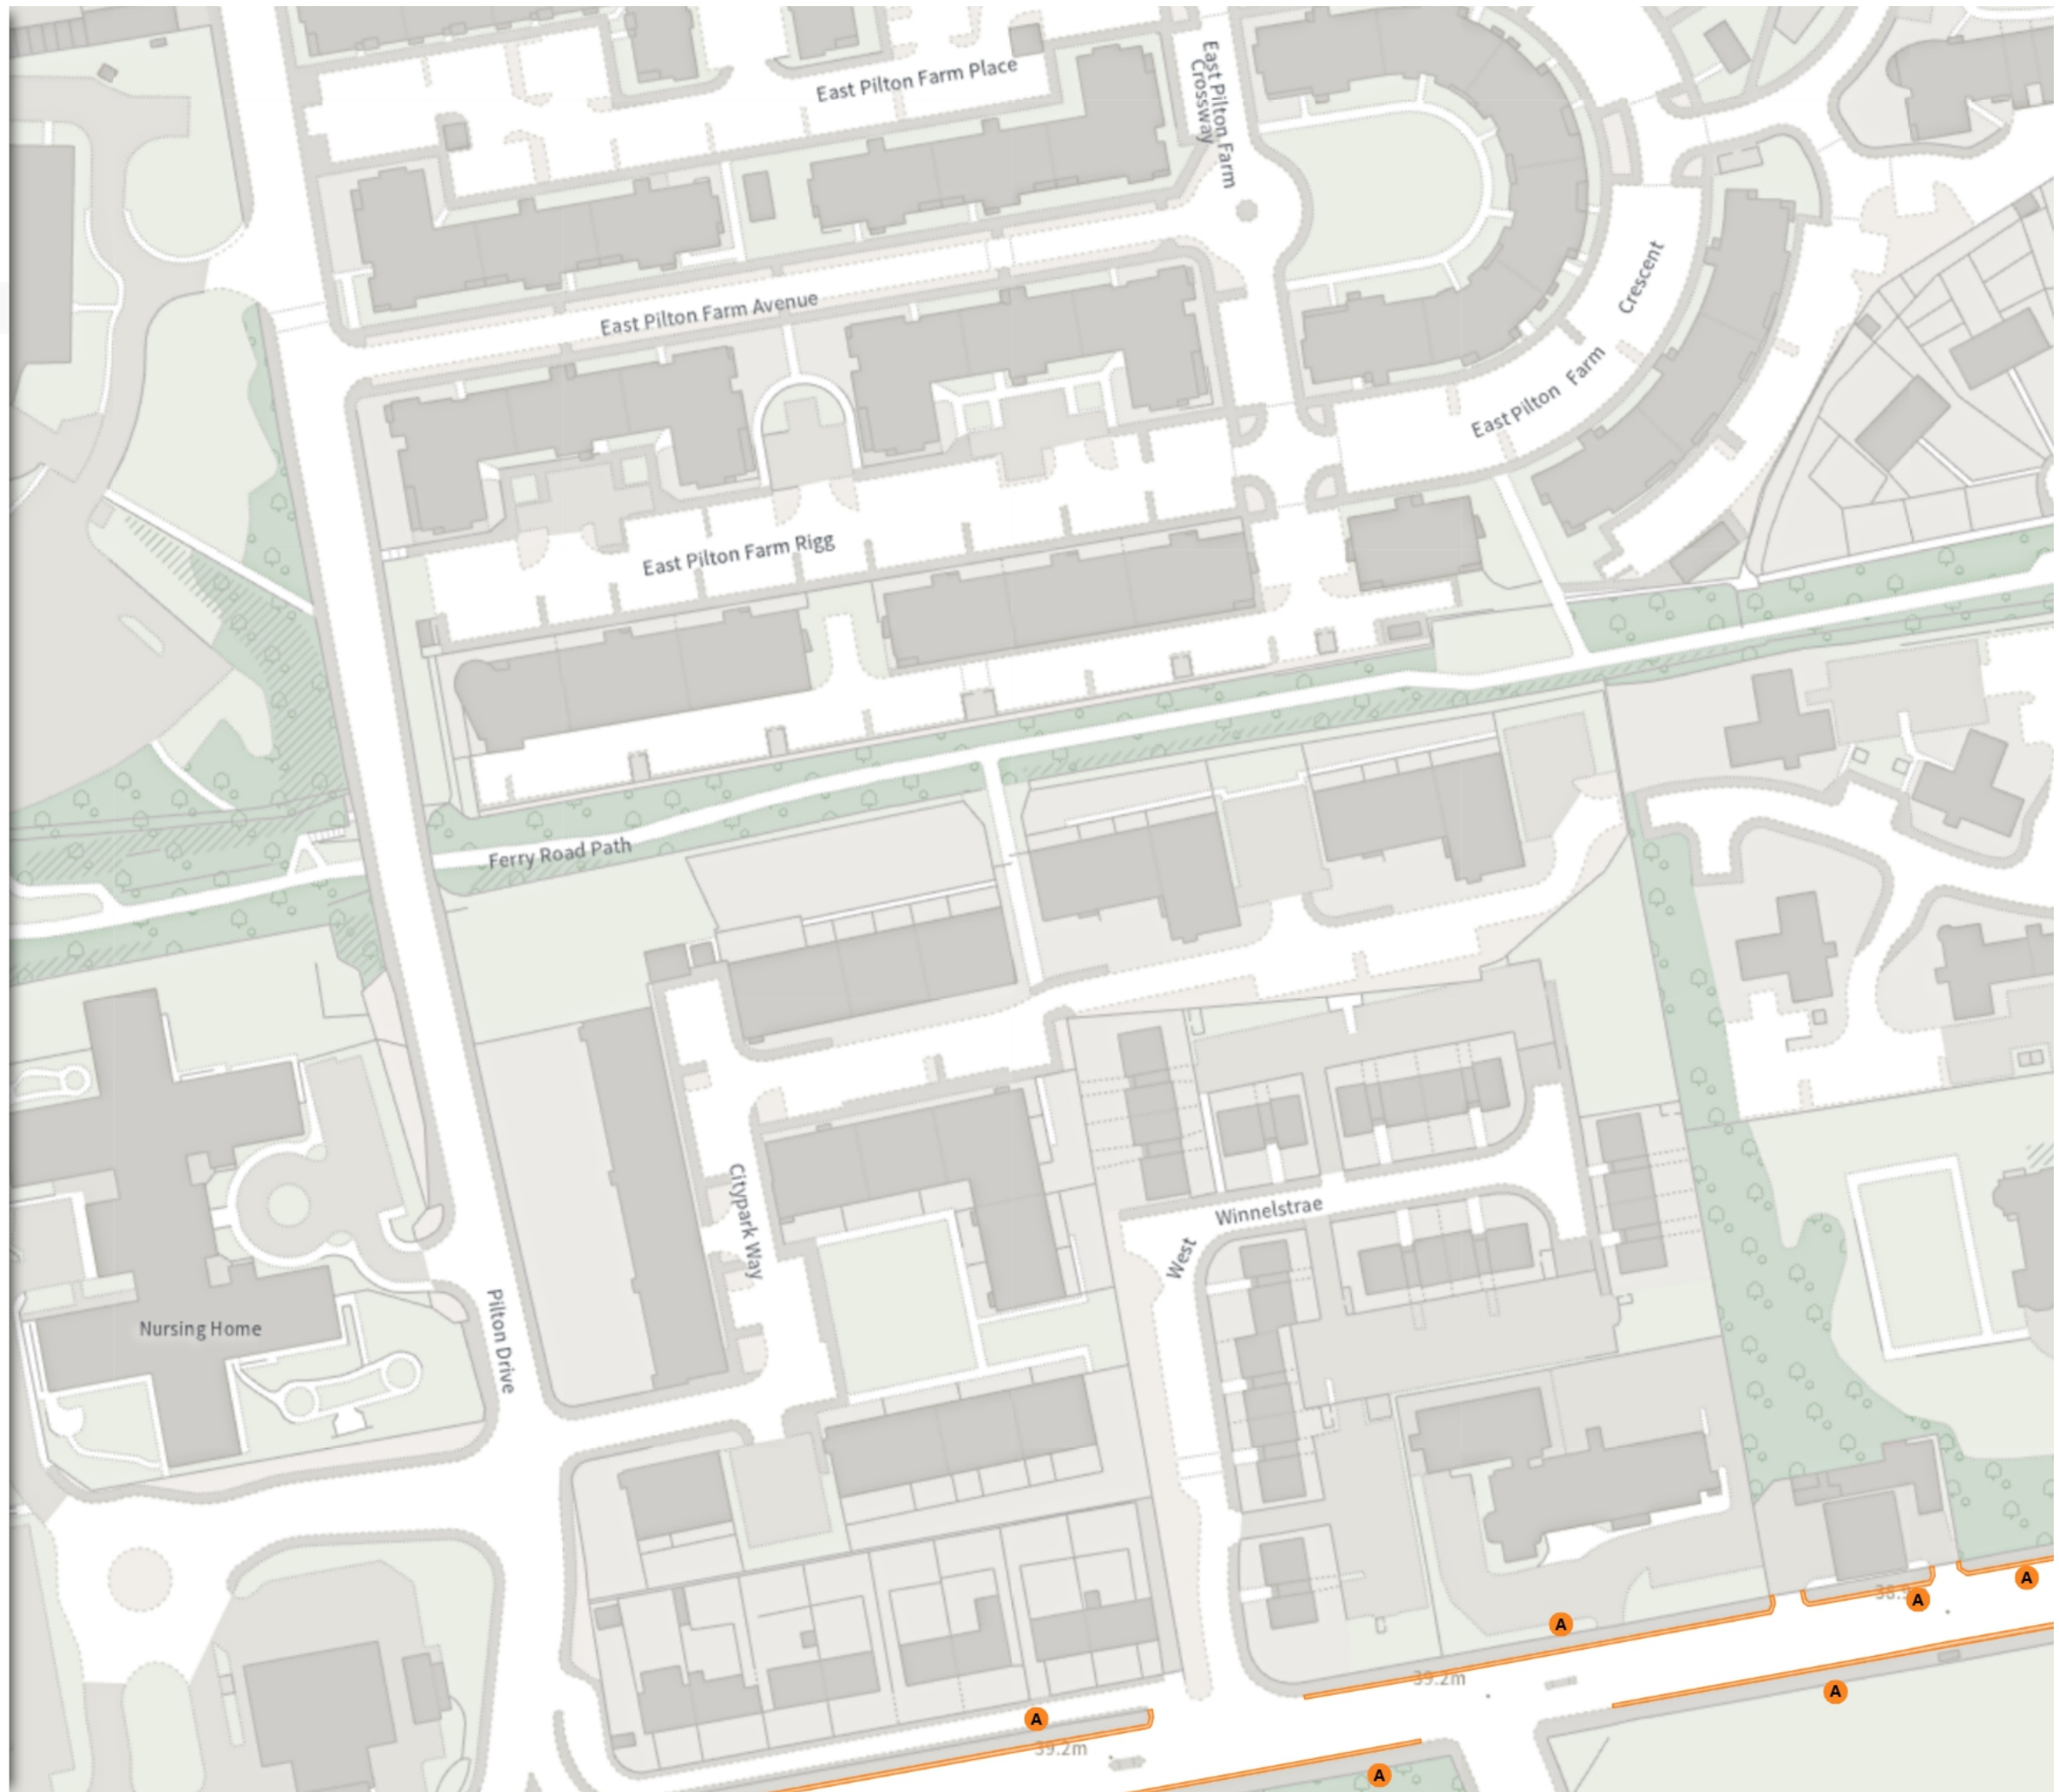 East Pilton Farm Place
East Pilton Farm
Crossway
East Pilton Farm Avenue
East Pilton Farm Crescent
East Pilton Farm Rigg
Ferry Road Path
Citypark Way
West Winnelstrae
Pilton Drive
Nursing Home
A
A
A
39.2m
A
A
39.2m
A